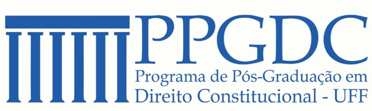 PPGDC
Programa de Pós-Graduação em
Direito Constitucional - UFF